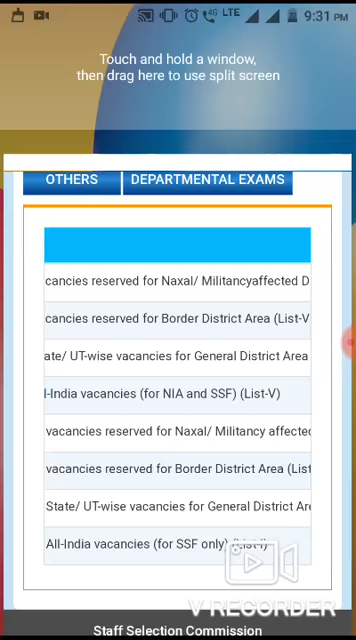 LTE 9:31 PM
Touch and hold a window,
then drag here to use split screen
OTHERS DEPARTMENTAL EXAMS
cancies reserved for Naxal/ Militancyaffected D
cancies reserved for Border District Area (List-V
ate/ UT-wise vacancies for General District Area
l-India vacancies (for NIA and SSF) (List-V)
vacancies reserved for Naxal/ Militancy affected
vacancies reserved for Border District Area (List
State/ UT-wise vacancies for General District Are
All-India vacancies (for SSF only) (List-I)
V RECORDER
Staff Selection Commission